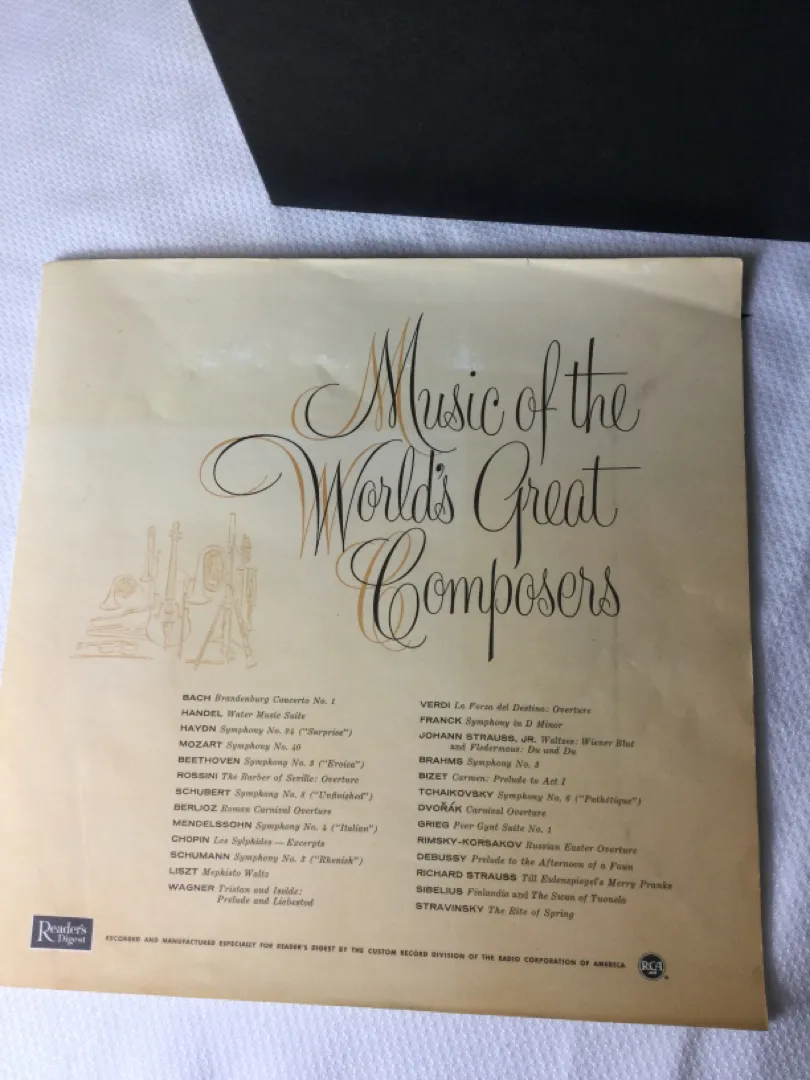 Music of the
World's Great
Composers
BACH Brandenburg Concerto No. 1
HANDEL Water Music Suite
HAYDN Symphony No. 94 ("Surprise")
MOZART Symphony No. 40
BEETHOVEN Symphony No. 3 ("Eroica")
ROSSINI The Barber of Seville: Overture
SCHUBERT Symphony No. 8 ("Unfinished")
BERLIOZ Roman Carnival Overture
MENDELSSOHN Symphony No. 4 ("Italian")
CHOPIN Les Sylphides — Excerpts
SCHUMANN Symphony No. 3 ("Rhenish")
LISZT Mephisto Waltz
WAGNER Tristan und Isolde:
Prelude and Liebestod
VERDI La Forza del Destino: Overture
FRANCK Symphony in D Minor
JOHANN STRAUSS, JR. Waltzes: Wiener Blut
and Fledermaus: Du und Du
BRAHMS Symphony No. 3
BIZET Carmen: Prelude to Act I
TCHAIKOVSKY Symphony No. 6 ("Pathétique")
DVOŘÁK Carnival Overture
GRIEG Peer Gynt Suite No. 1
RIMSKY-KORSAKOV Russian Easter Overture
DEBUSSY Prelude to the Afternoon of a Faun
RICHARD STRAUSS Till Eulenspiegel's Merry Pranks
SIBELIUS Finlandia and The Swan of Tuonela
STRAVINSKY The Rite of Spring
Reader's
Digest
RECORDED AND MANUFACTURED ESPECIALLY FOR READER'S DIGEST BY THE CUSTOM RECORD DIVISION OF THE RADIO CORPORATION OF AMERICA
RCA